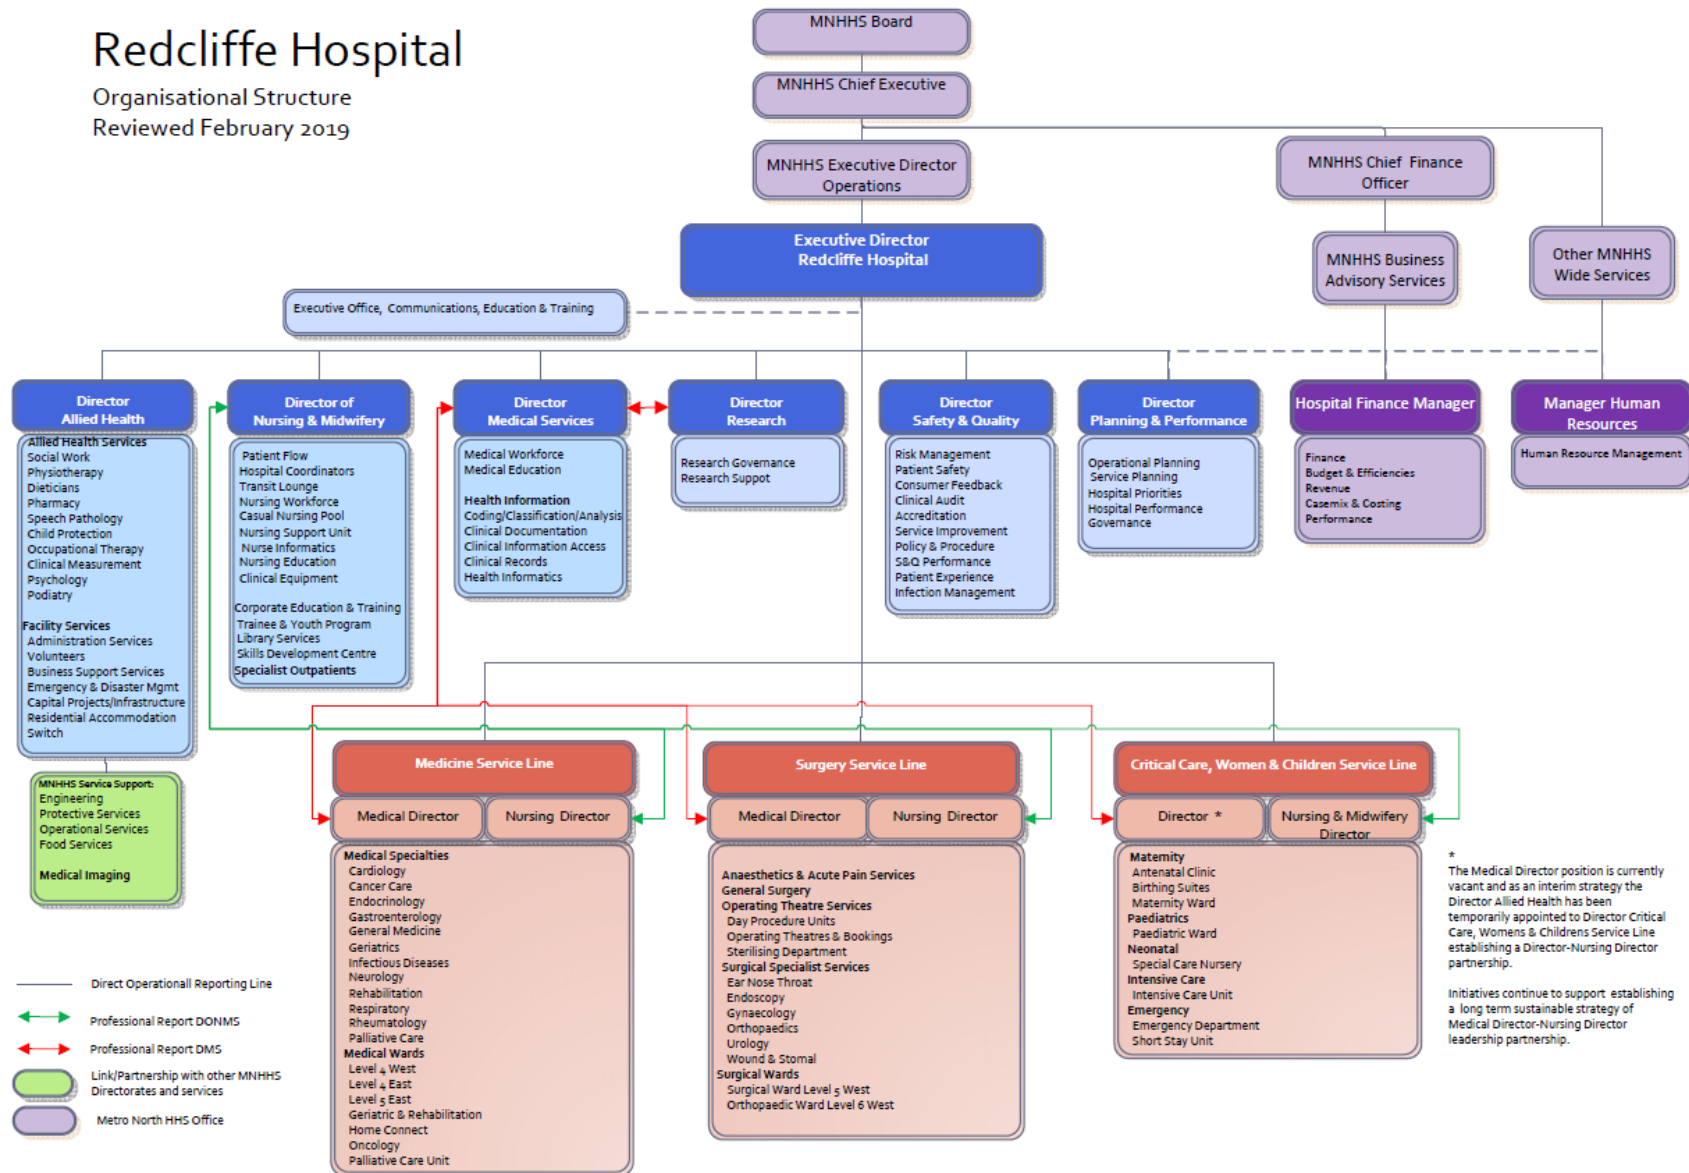 Redcliffe Hospital
Organisational Structure
Reviewed February 2019
MNHHS Board
MNHHS Chief Executive
MNHHS Executive Director
Operations
MNHHS Chief Finance
Officer
Executive Director
Redcliffe Hospital
MNHHS Business
Advisory Services
Other MNHHS
Wide Services
Executive Office, Communications, Education & Training
Director
Allied Health
Allied Health Services
Social Work
Physiotherapy
Dieticians
Pharmacy
Speech Pathology
Child Protection
Occupational Therapy
Clinical Measurement
Psychology
Podiatry
Facility Services
Administration Services
Volunteers
Business Support Services
Emergency & Disaster Mgmt
Capital Projects/Infrastructure
Residential Accommodation
Switch
MNHHS Service Support:
Engineering
Protective Services
Operational Services
Food Services
Medical Imaging
Director of
Nursing & Midwifery
Patient Flow
Hospital Coordinators
Transit Lounge
Nursing Workforce
Casual Nursing Pool
Nursing Support Unit
Nurse Informatics
Nursing Education
Clinical Equipment
Corporate Education & Training
Trainee & Youth Program
Library Services
Skills Development Centre
Specialist Outpatients
Director
Medical Services
Medical Workforce
Medical Education
Health Information
Coding/Classification/Analysis
Clinical Documentation
Clinical Information Access
Clinical Records
Health Informatics
Director
Research
Research Governance
Research Suppot
Director
Safety & Quality
Risk Management
Patient Safety
Consumer Feedback
Clinical Audit
Accreditation
Service Improvement
Policy & Procedure
S&Q Performance
Patient Experience
Infection Management
Director
Planning & Performance
Operational Planning
Service Planning
Hospital Priorities
Hospital Performance
Governance
Hospital Finance Manager
Finance
Budget & Efficiencies
Revenue
Casemix & Costing
Performance
Manager Human
Resources
Human Resource Management
Medicine Service Line
Medical Director
Nursing Director
Medical Specialties
Cardiology
Cancer Care
Endocrinology
Gastroenterology
General Medicine
Geriatrics
Infectious Diseases
Neurology
Rehabilitation
Respiratory
Rheumatology
Palliative Care
Medical Wards
Level 4 West
Level 4 East
Level 5 East
Geriatric & Rehabilitation
Home Connect
Oncology
Palliative Care Unit
Surgery Service Line
Medical Director
Nursing Director
Anaesthetics & Acute Pain Services
General Surgery
Operating Theatre Services
Day Procedure Units
Operating Theatres & Bookings
Sterilising Department
Surgical Specialist Services
Ear Nose Throat
Endoscopy
Gynaecology
Orthopaedics
Urology
Wound & Stomal
Surgical Wards
Surgical Ward Level 5 West
Orthopaedic Ward Level 6 West
Critical Care, Women & Children Service Line
Director *
Nursing & Midwifery
Director
Maternity
Antenatal Clinic
Birthing Suites
Maternity Ward
Paediatrics
Paediatric Ward
Neonatal
Special Care Nursery
Intensive Care
Intensive Care Unit
Emergency
Emergency Department
Short Stay Unit
*
The Medical Director position is currently
vacant and as an interim strategy the
Director Allied Health has been
temporarily appointed to Director Critical
Care, Womens & Childrens Service Line
establishing a Director-Nursing Director
partnership.
Initiatives continue to support establishing
a long term sustainable strategy of
Medical Director-Nursing Director
leadership partnership.
Direct Operationall Reporting Line
Professional Report DONMS
Professional Report DMS
Link/Partnership with other MNHHS
Directorates and services
Metro North HHS Office